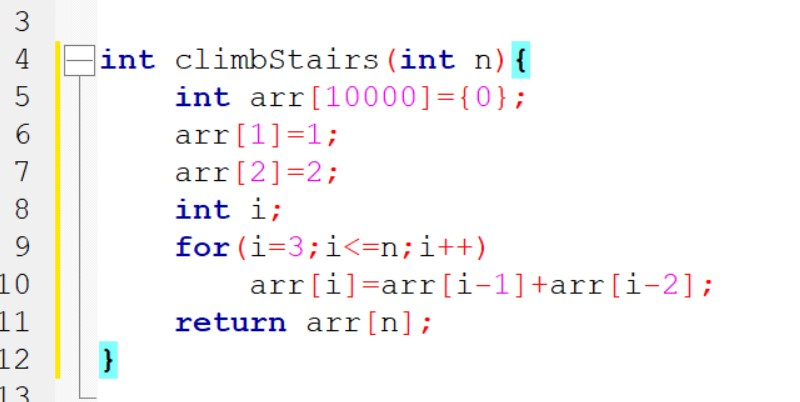 3
4 int climbStairs(int n){
5 int arr[10000]={0};
6 arr[1]=1;
7 arr[2]=2;
8 int i;
9 for(i=3;i<=n;i++)
10 arr[i]=arr[i-1]+arr[i-2];
11 return arr[n];
12 }
13